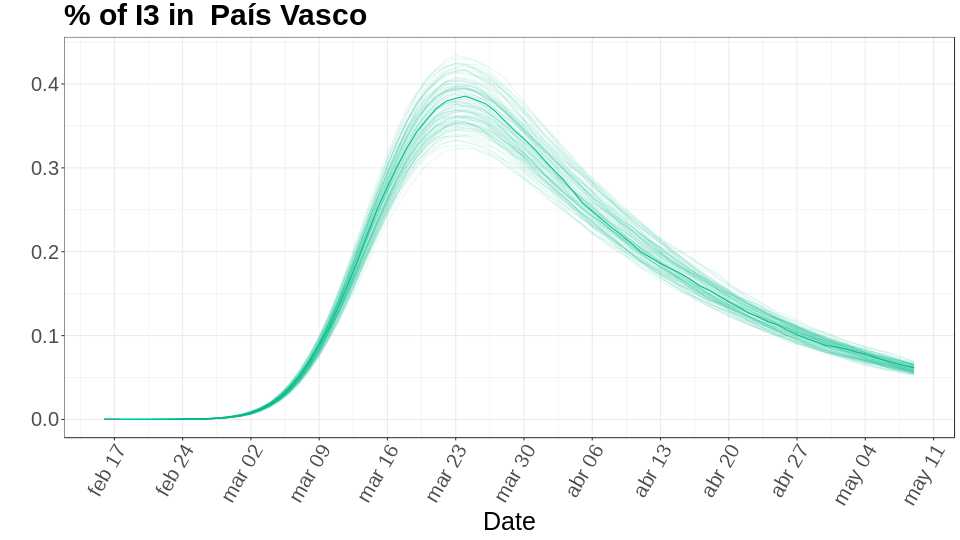 % of I3 in  País Vasco
0.4
0.3
0.2
0.1
0.0
feb 17
feb 24
mar 02
mar 09
mar 16
mar 23
mar 30
abr 06
abr 13
abr 20
abr 27
may 04
may 11
Date